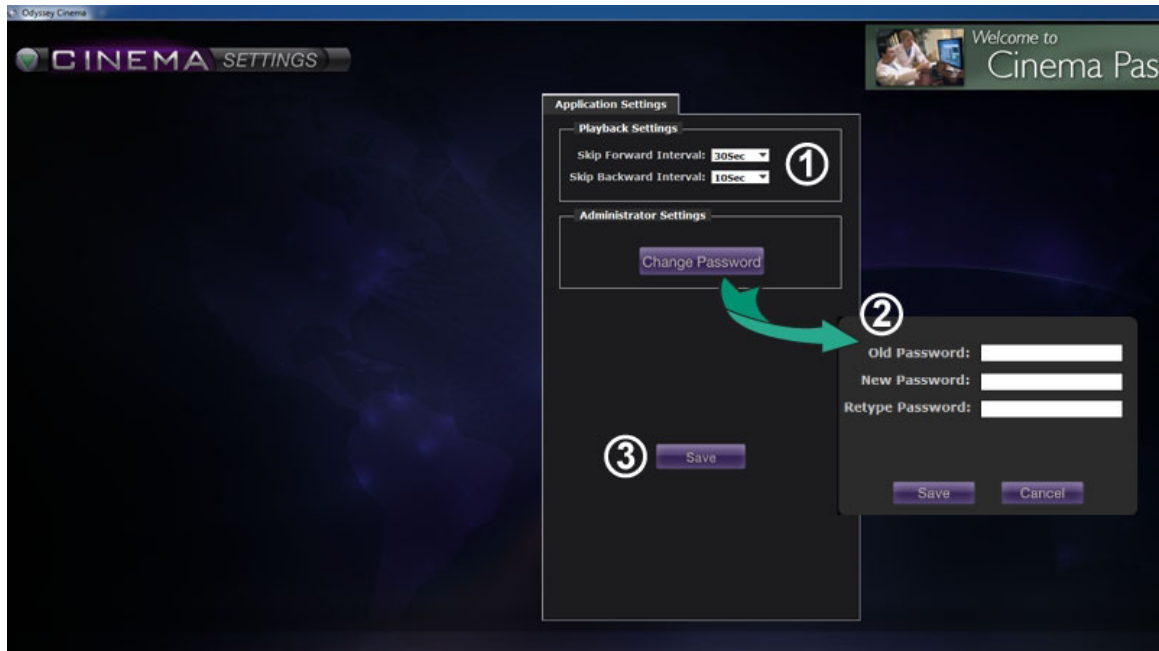 Odyssey Cinema
CINEMA SETTINGS
Welcome to
Cinema Pas
Application Settings
Playback Settings
Skip Forward Interval: 30Sec
1
Skip Backward Interval: 10Sec
Administrator Settings
Change Password
2
Old Password:
New Password:
Retype Password:
3 Save
Save Cancel